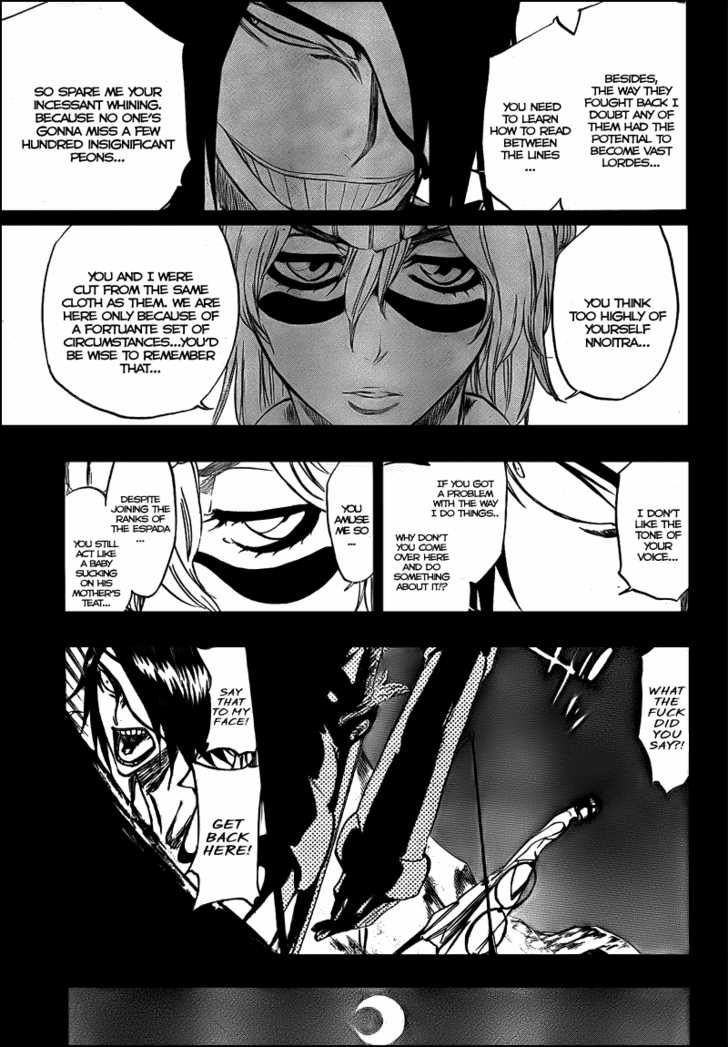 BESIDES,
THE WAY THEY
FOUGHT BACK I
DOUBT ANY OF
THEM HAD THE
POTENTIAL TO
BECOME VAST
LORDES...
YOU NEED
TO LEARN
HOW TO READ
BETWEEN
THE LINES
...
SO SPARE ME YOUR
INCESSANT WHINING.
BECAUSE NO ONE'S
GONNA MISS A FEW
HUNDRED INSIGNIFICANT
PEONS...
YOU THINK
TOO HIGHLY OF
YOURSELF
NNOITRA...
YOU AND I WERE
CUT FROM THE SAME
CLOTH AS THEM. WE ARE
HERE ONLY BECAUSE OF
A FORTUANTE SET OF
CIRCUMSTANCES...YOU'D
BE WISE TO REMEMBER
THAT...
I DON'T
LIKE THE
TONE OF
YOUR
VOICE...
IF YOU GOT
A PROBLEM
WITH THE WAY
I DO THINGS..
WHY DON'T
YOU COME
OVER HERE
AND DO
SOMETHING
ABOUT IT!?
YOU
AMUSE ME
SO
...
DESPITE
JOINING THE
RANKS OF
THE ESPADA
...
YOU STILL
ACT LIKE
A BABY
SUCKING
ON HIS
MOTHER'S
TEAT...
WHAT
THE
FUCK
DID
YOU
SAY?!
SAY
THAT
TO MY
FACE!
GET
BACK
HERE!